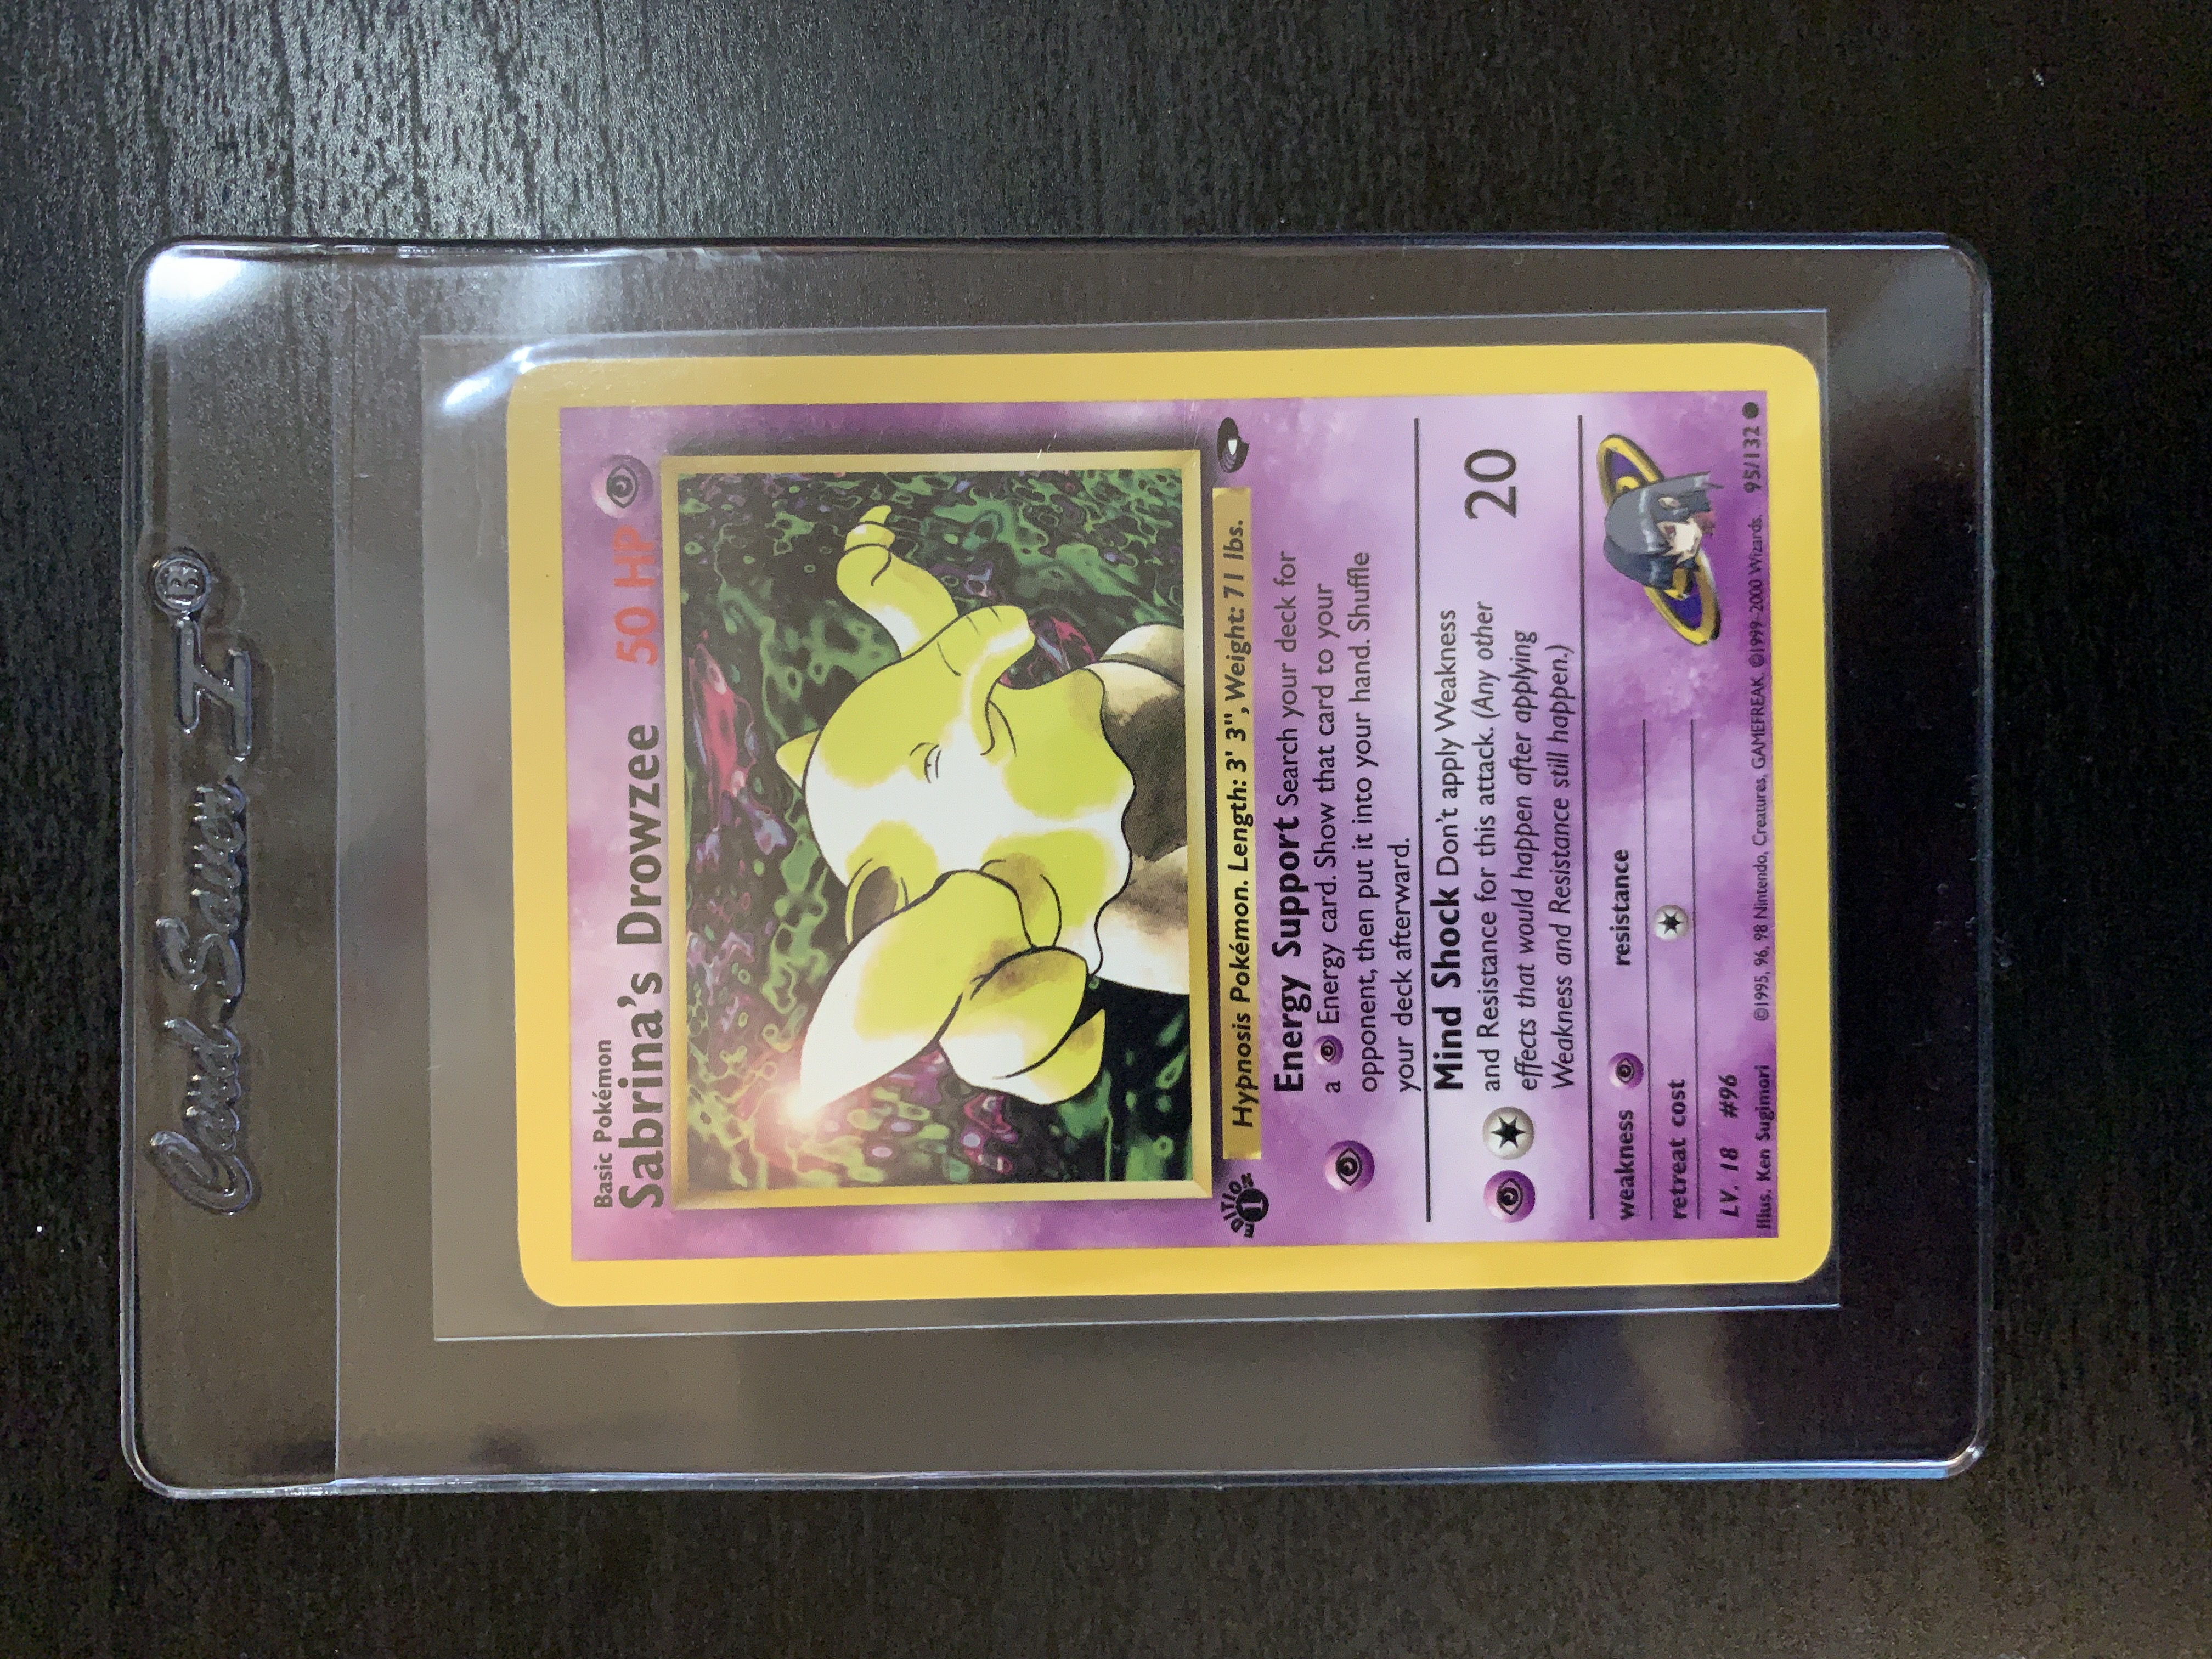 Card Saver I®
Basic Pokémon
Sabrina's Drowzee 50 HP
EDITION
1
Hypnosis Pokémon. Length: 3' 3", Weight: 71 lbs.
Energy Support Search your deck for
a Energy card. Show that card to your
opponent, then put it into your hand. Shuffle
your deck afterward.
Mind Shock Don't apply Weakness
and Resistance for this attack. (Any other
effects that would happen after applying
Weakness and Resistance still happen.)
20
weakness resistance
retreat cost
LV. 18 #96
Illus. Ken Sugimori ©1995, 96, 98 Nintendo, Creatures, GAMEFREAK. ©1999-2000 Wizards. 95/132